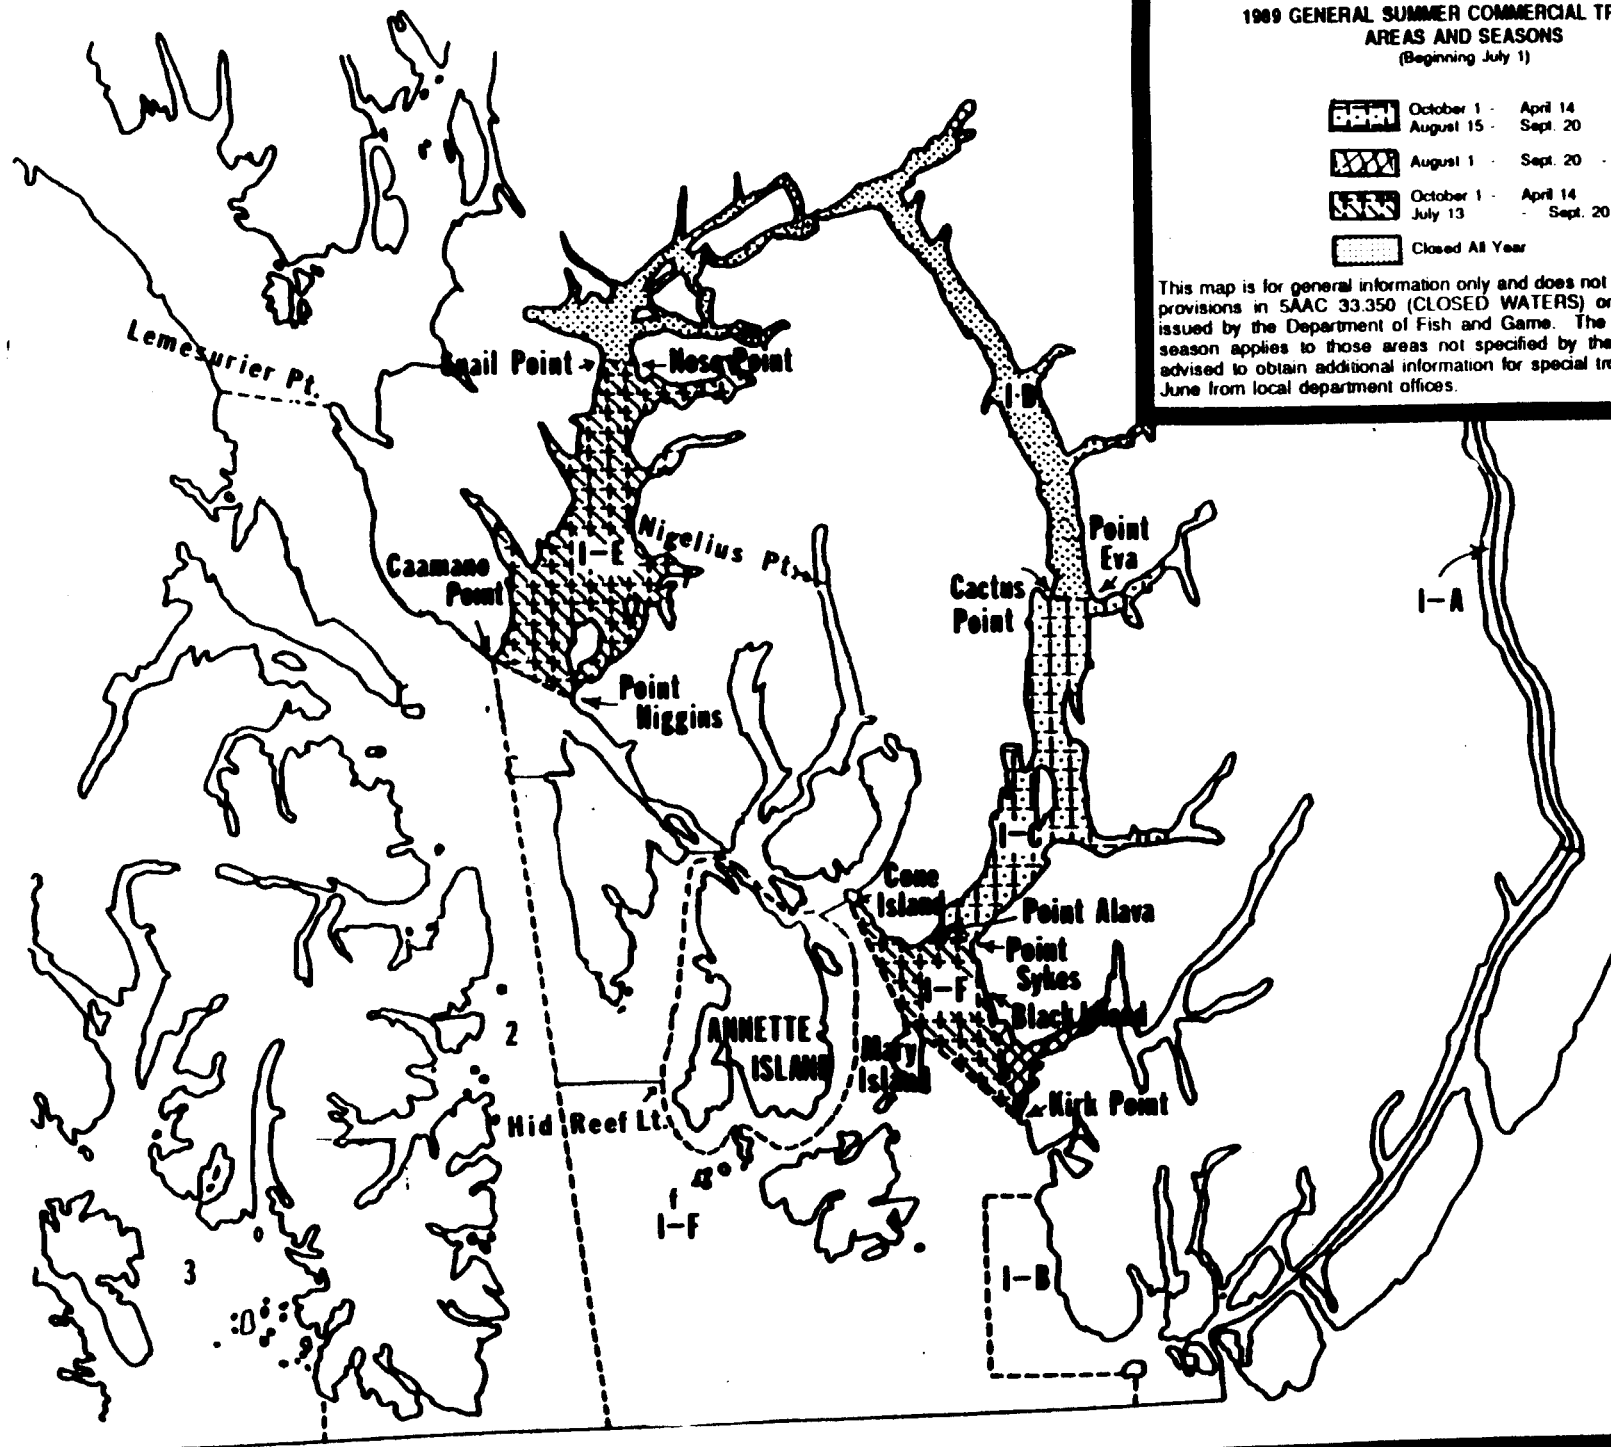 1989 GENERAL SUMMER COMMERCIAL TR
AREAS AND SEASONS
(Beginning July 1)
October 1 - April 14
August 15 - Sept. 20
August 1 - Sept. 20 -
October 1 - April 14
July 13 - Sept. 20
Closed All Year
This map is for general information only and does not
provisions in 5AAC 33.350 (CLOSED WATERS) or
issued by the Department of Fish and Game. The
season applies to those areas not specified by the
advised to obtain additional information for special tr
June from local department offices.
Lemesurier Pt.
Snail Point
Nose Point
I-D
Caamano
Point
I-E
Nigelius Pt.
Point
Eva
Cactus
Point
I-A
Point
Higgins
I-C
Cone
Island
Point Alava
Point
Sykes
I-F
Black Island
2
ANNETTE
ISLAND
Mary
Island
Kirk Point
Hid Reef Lt.
f
I-F
3
I-B